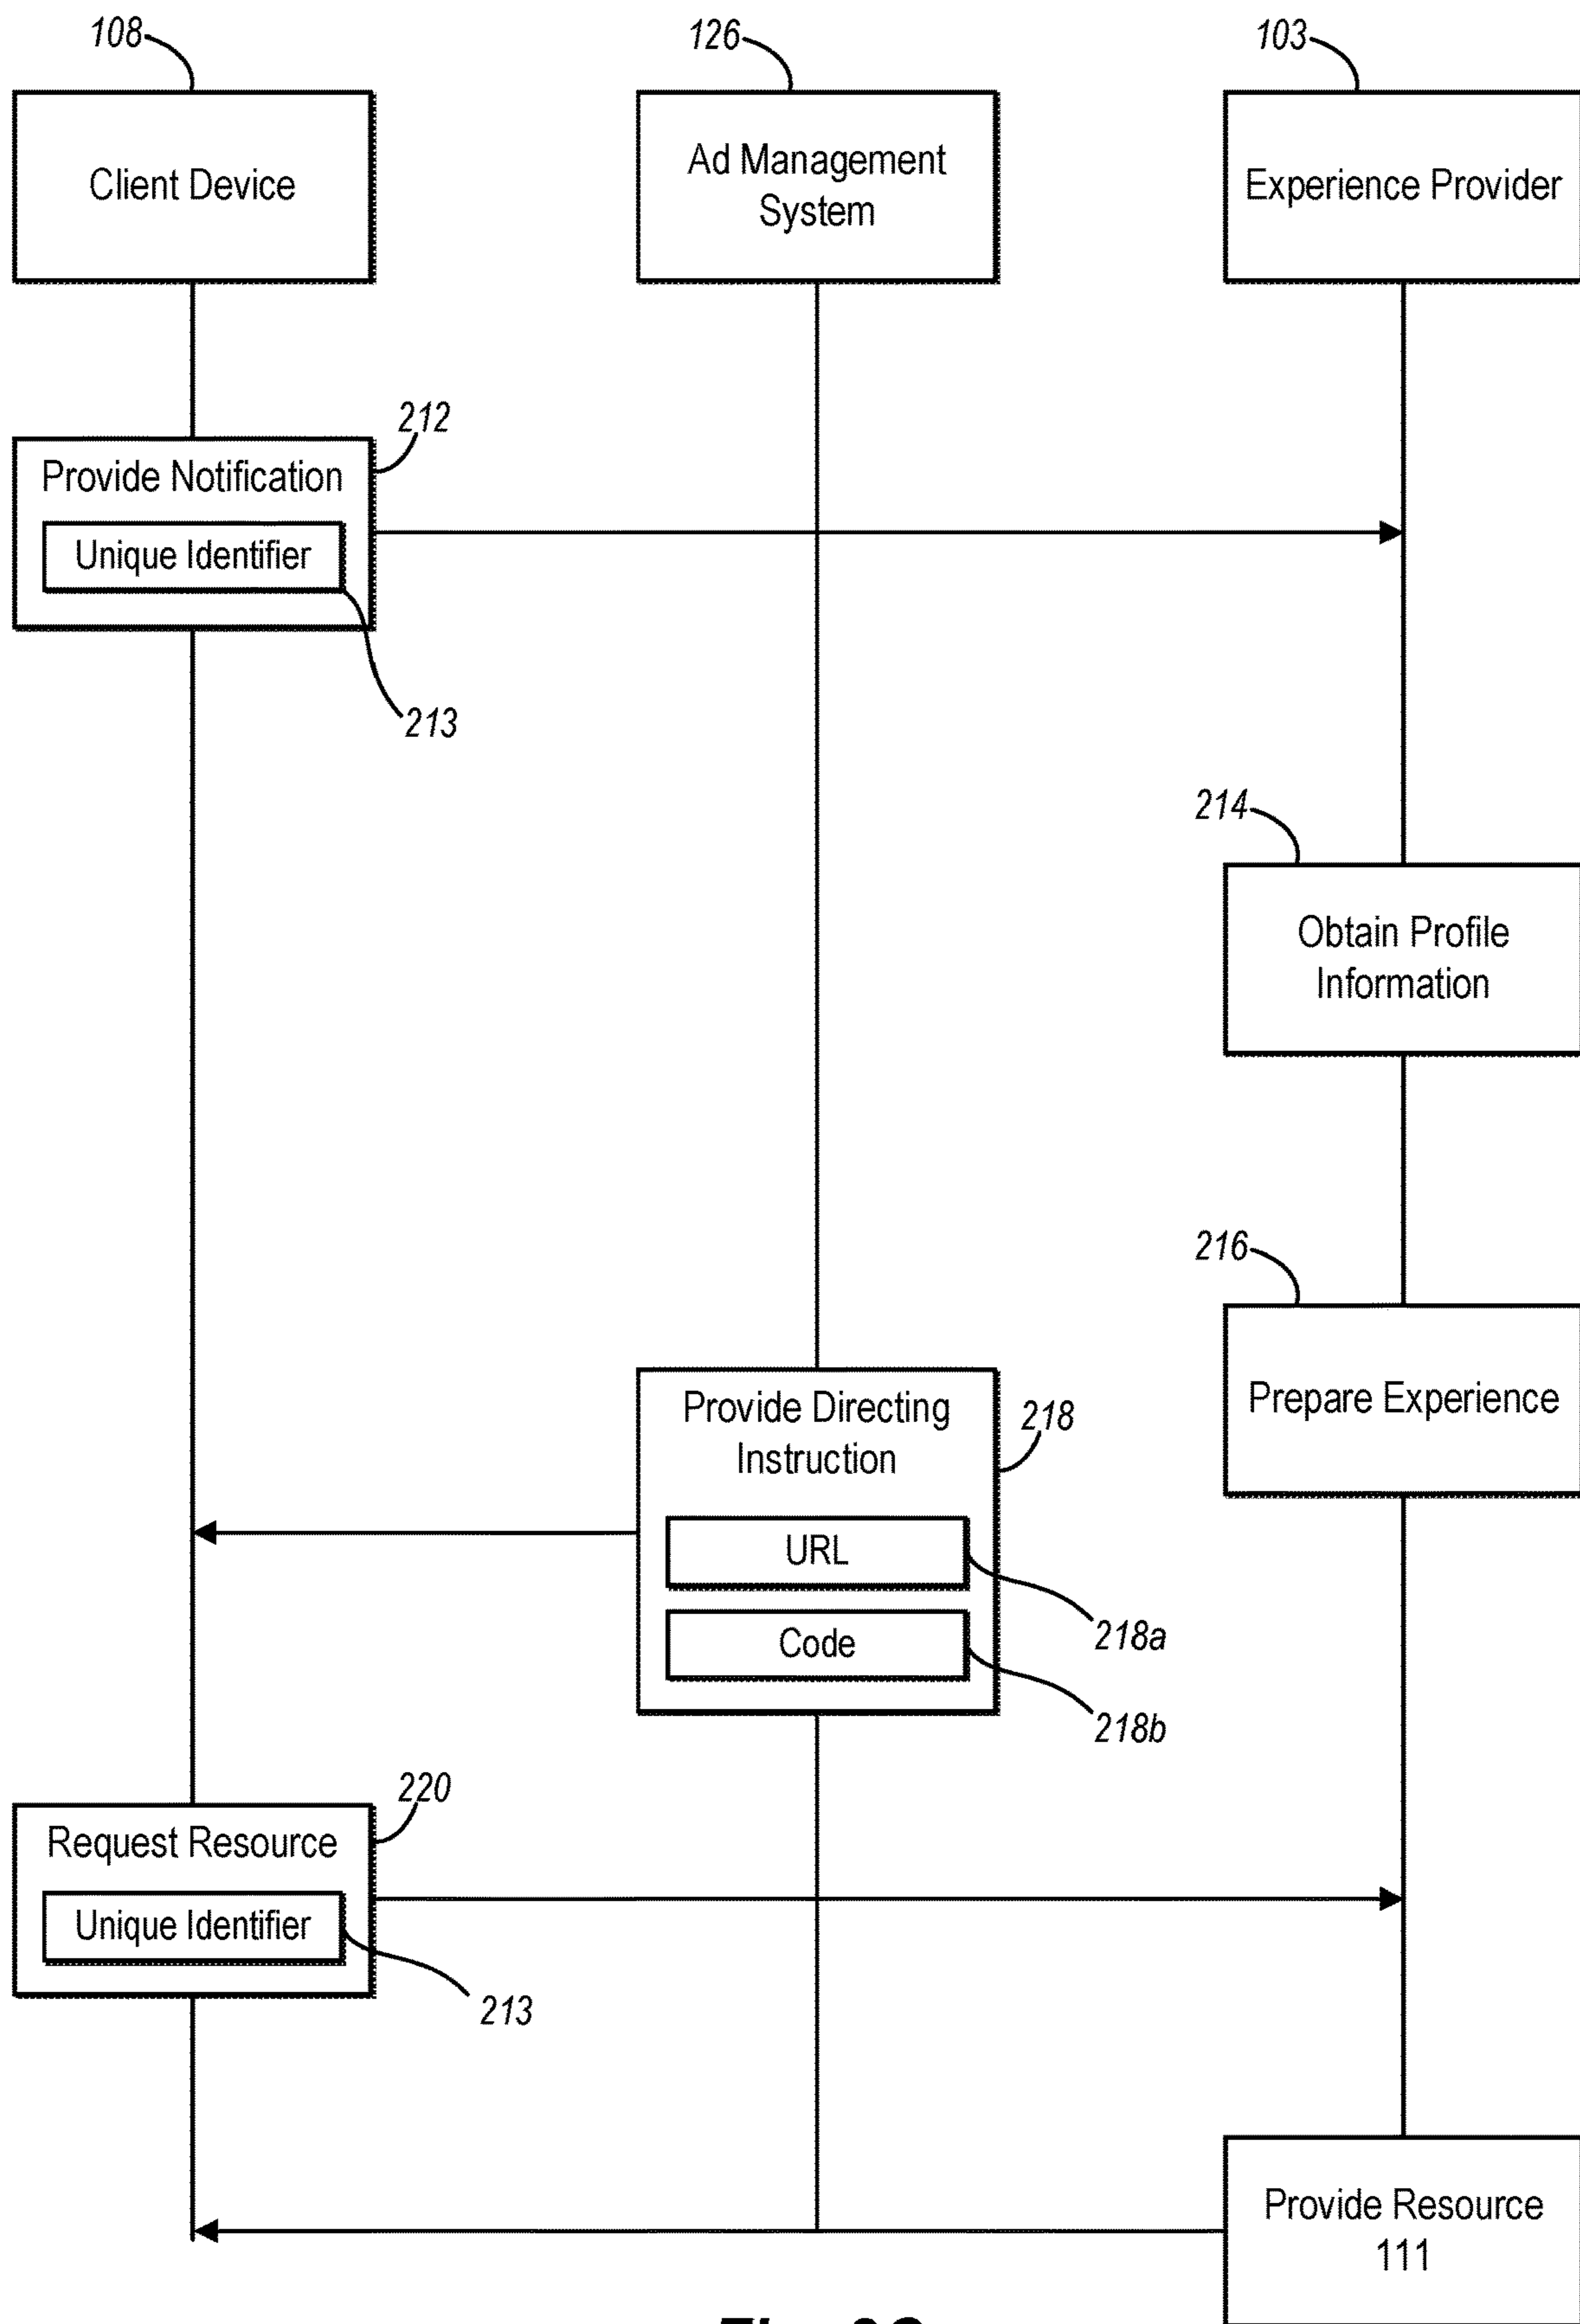 108
126
103
Client Device
Ad Management
System
Experience Provider
212
Provide Notification
Unique Identifier
213
214
Obtain Profile
Information
216
Prepare Experience
Provide Directing
Instruction
218
URL
218a
Code
218b
220
Request Resource
Unique Identifier
213
Provide Resource
111